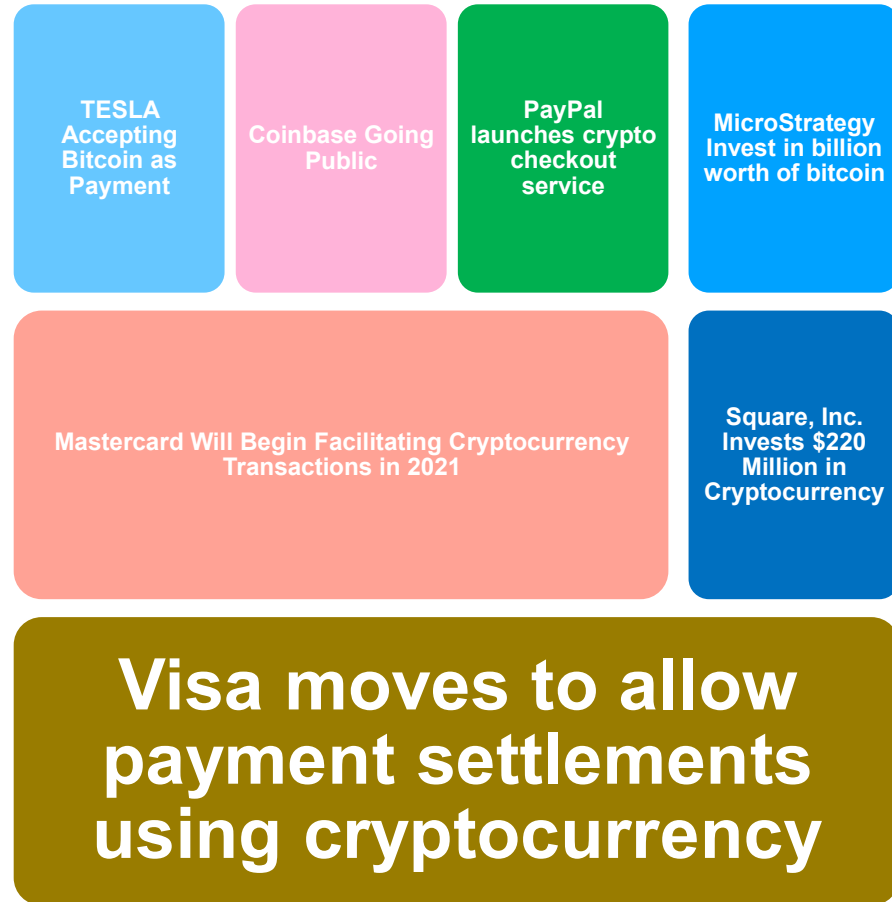 TESLA
Accepting
Bitcoin as
Payment
Coinbase Going
Public
PayPal
launches crypto
checkout
service
MicroStrategy
Invest in billion
worth of bitcoin
Mastercard Will Begin Facilitating Cryptocurrency
Transactions in 2021
Square, Inc.
Invests $220
Million in
Cryptocurrency
Visa moves to allow
payment settlements
using cryptocurrency